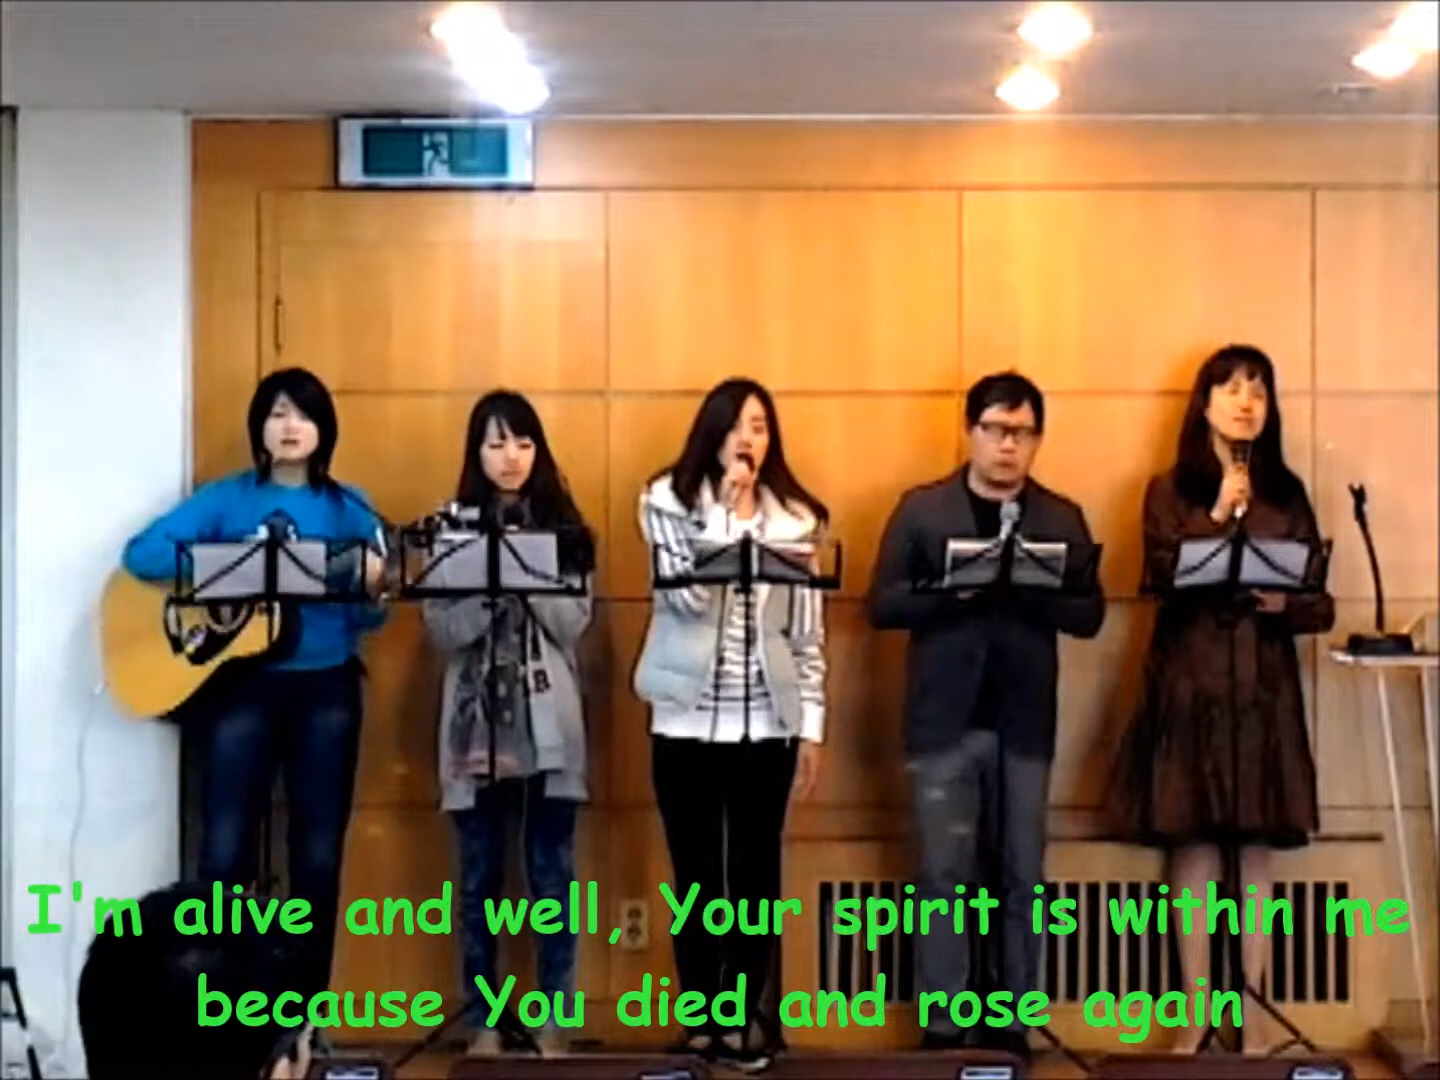 I'm alive and well, Your spirit is within me
because You died and rose again